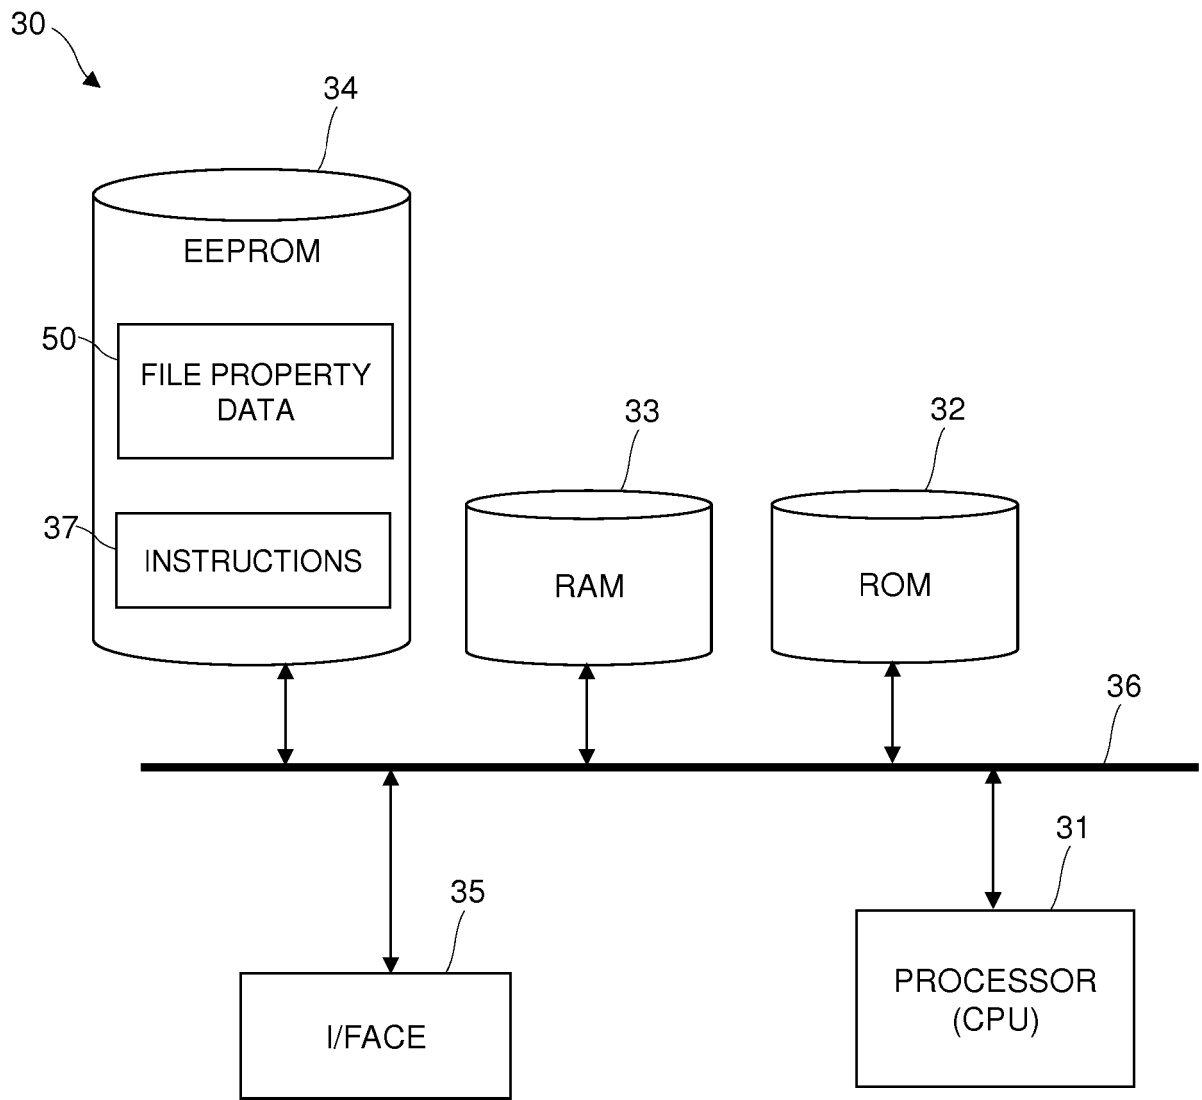 30
34
EEPROM
50
FILE PROPERTY
DATA
37
INSTRUCTIONS
33
RAM
32
ROM
36
35
I/FACE
31
PROCESSOR
(CPU)